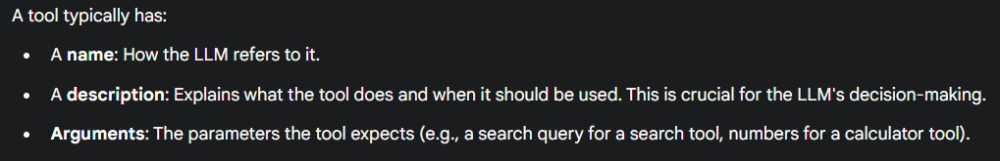 A tool typically has:
• A name: How the LLM refers to it.
• A description: Explains what the tool does and when it should be used. This is crucial for the LLM's decision-making.
• Arguments: The parameters the tool expects (e.g., a search query for a search tool, numbers for a calculator tool).